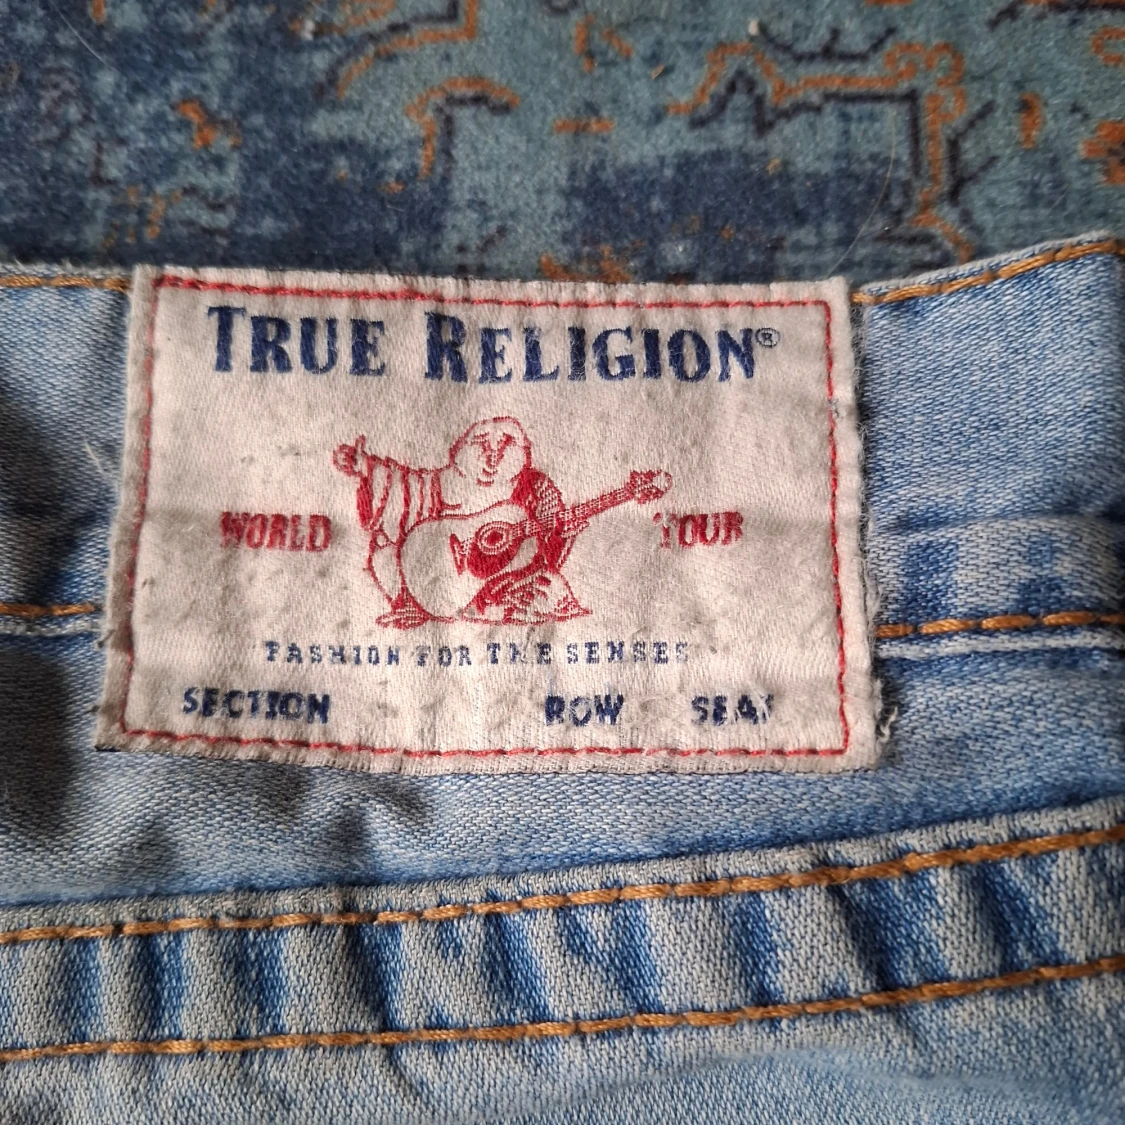 TRUE RELIGION®
WORLD TOUR
FASHION FOR THE SENSES
SECTION ROW SEAT